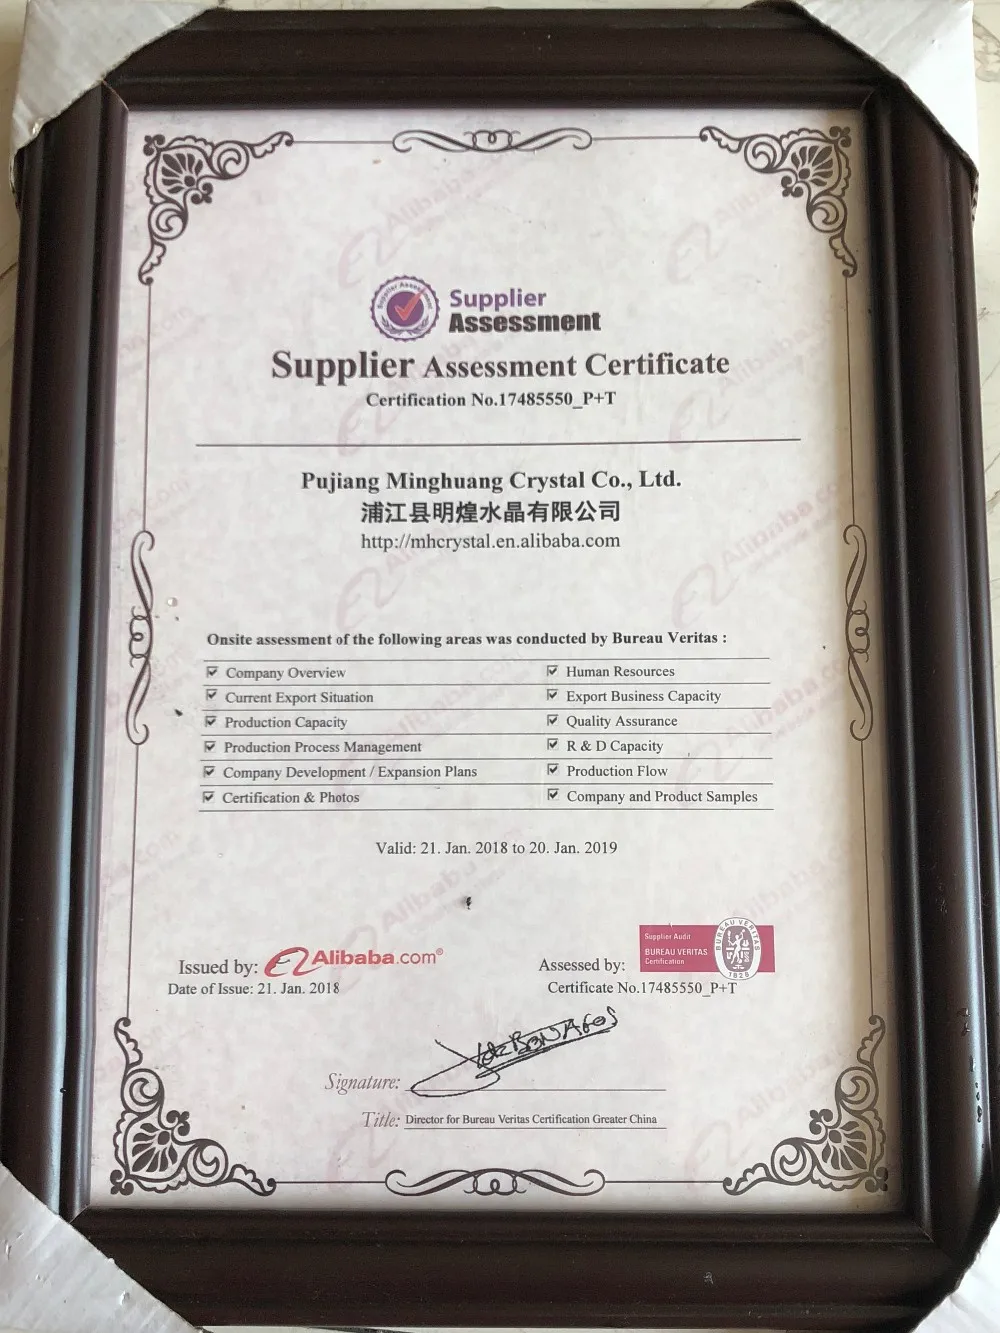 Supplier Assessment
Supplier
Assessment
Supplier Assessment Certificate
Certification No.17485550_P+T
Pujiang Minghuang Crystal Co., Ltd.
浦江县明煌水晶有限公司
http://mhcrystal.en.alibaba.com
Onsite assessment of the following areas was conducted by Bureau Veritas :
Company Overview
Human Resources
Current Export Situation
Export Business Capacity
Production Capacity
Quality Assurance
Production Process Management
R & D Capacity
Company Development / Expansion Plans
Production Flow
Certification & Photos
Company and Product Samples
Valid: 21. Jan. 2018 to 20. Jan. 2019
Issued by: Alibaba.com®
Date of Issue: 21. Jan. 2018
Assessed by:
Supplier Audit
BUREAU VERITAS
Certification
BUREAU VERITAS
1828
Certificate No.17485550_P+T
Signature:
Title: Director for Bureau Veritas Certification Greater China